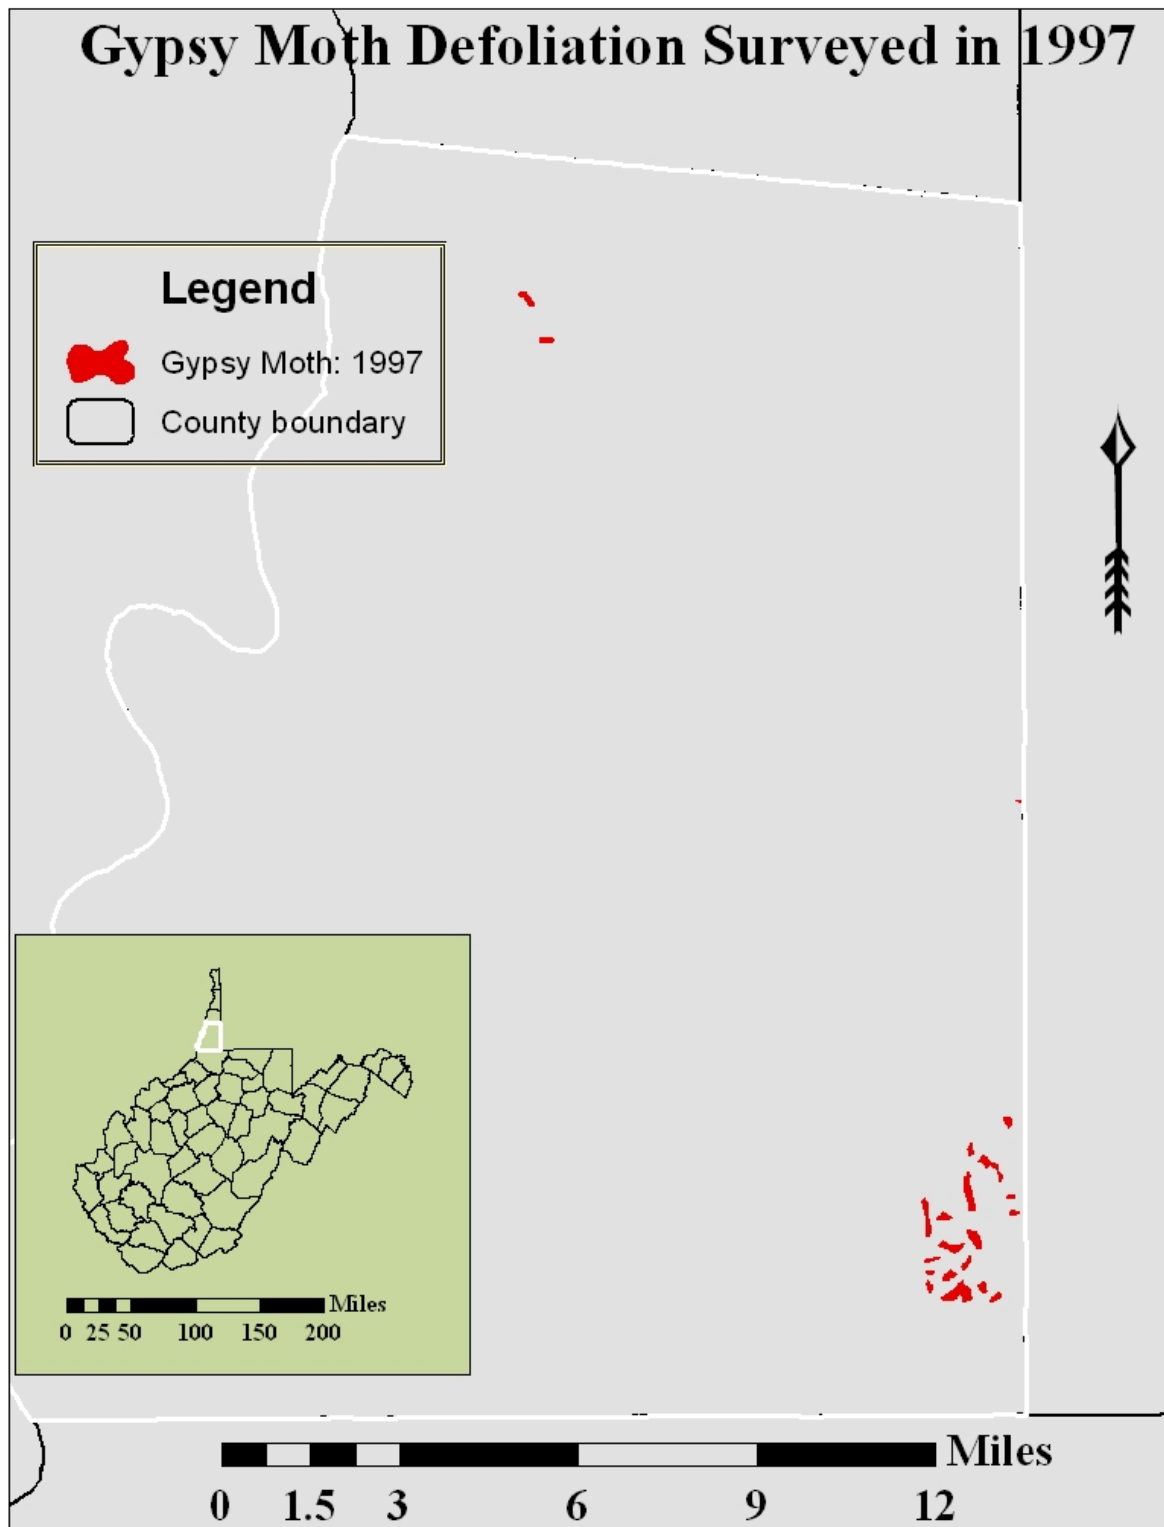 Gypsy Moth Defoliation Surveyed in 1997
Legend
Gypsy Moth: 1997
County boundary
Miles
0 25 50 100 150 200
Miles
0 1.5 3 6 9 12